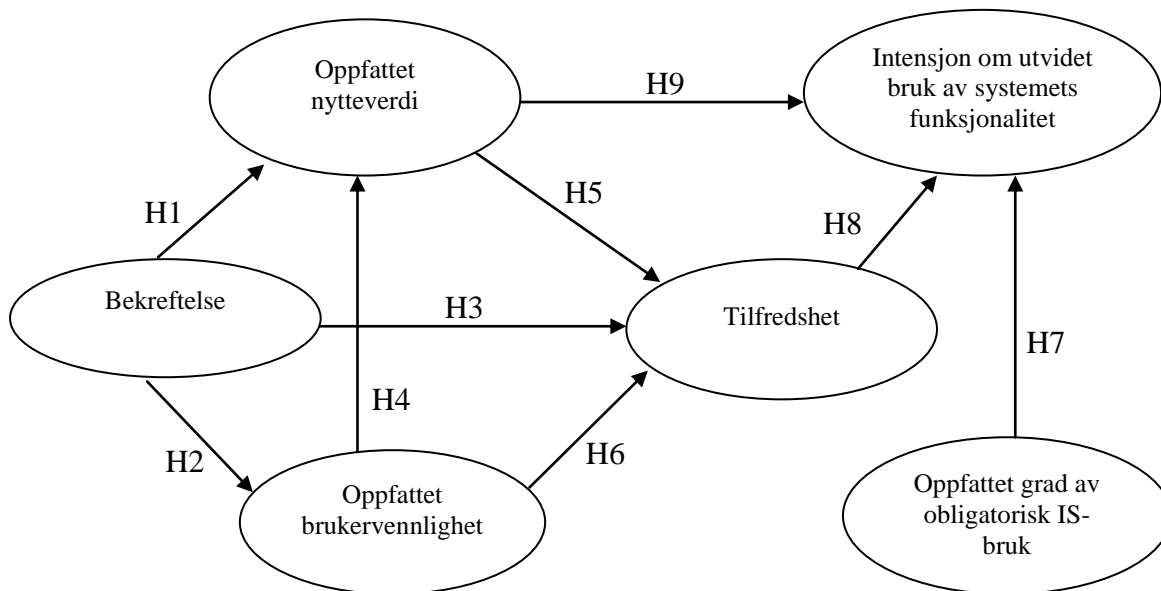 Oppfattet
nytteverdi
Intensjon om utvidet
bruk av systemets
funksjonalitet
H9
H5
H1
H8
Bekreftelse
H3
Tilfredshet
H7
H4
H2
H6
Oppfattet
brukervennlighet
Oppfattet grad av
obligatorisk IS-
bruk